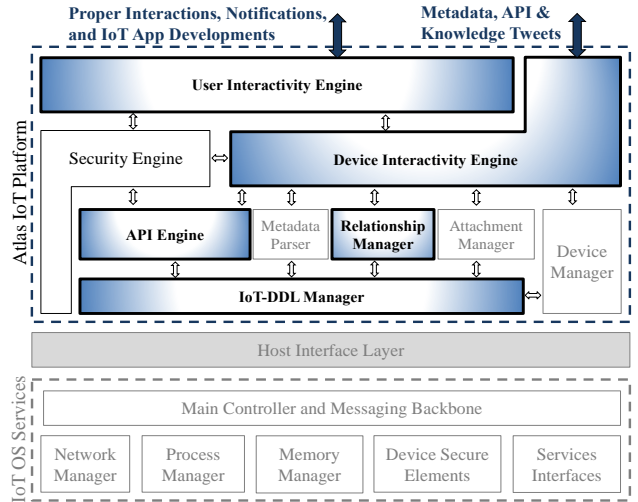 Proper Interactions, Notifications,
and IoT App Developments
Metadata, API &
Knowledge Tweets
Atlas IoT Platform
User Interactivity Engine
Security Engine
Device Interactivity Engine
API Engine
Metadata
Parser
Relationship
Manager
Attachment
Manager
Device
Manager
IoT-DDL Manager
Host Interface Layer
IoT OS Services
Main Controller and Messaging Backbone
Network
Manager
Process
Manager
Memory
Manager
Device Secure
Elements
Services
Interfaces